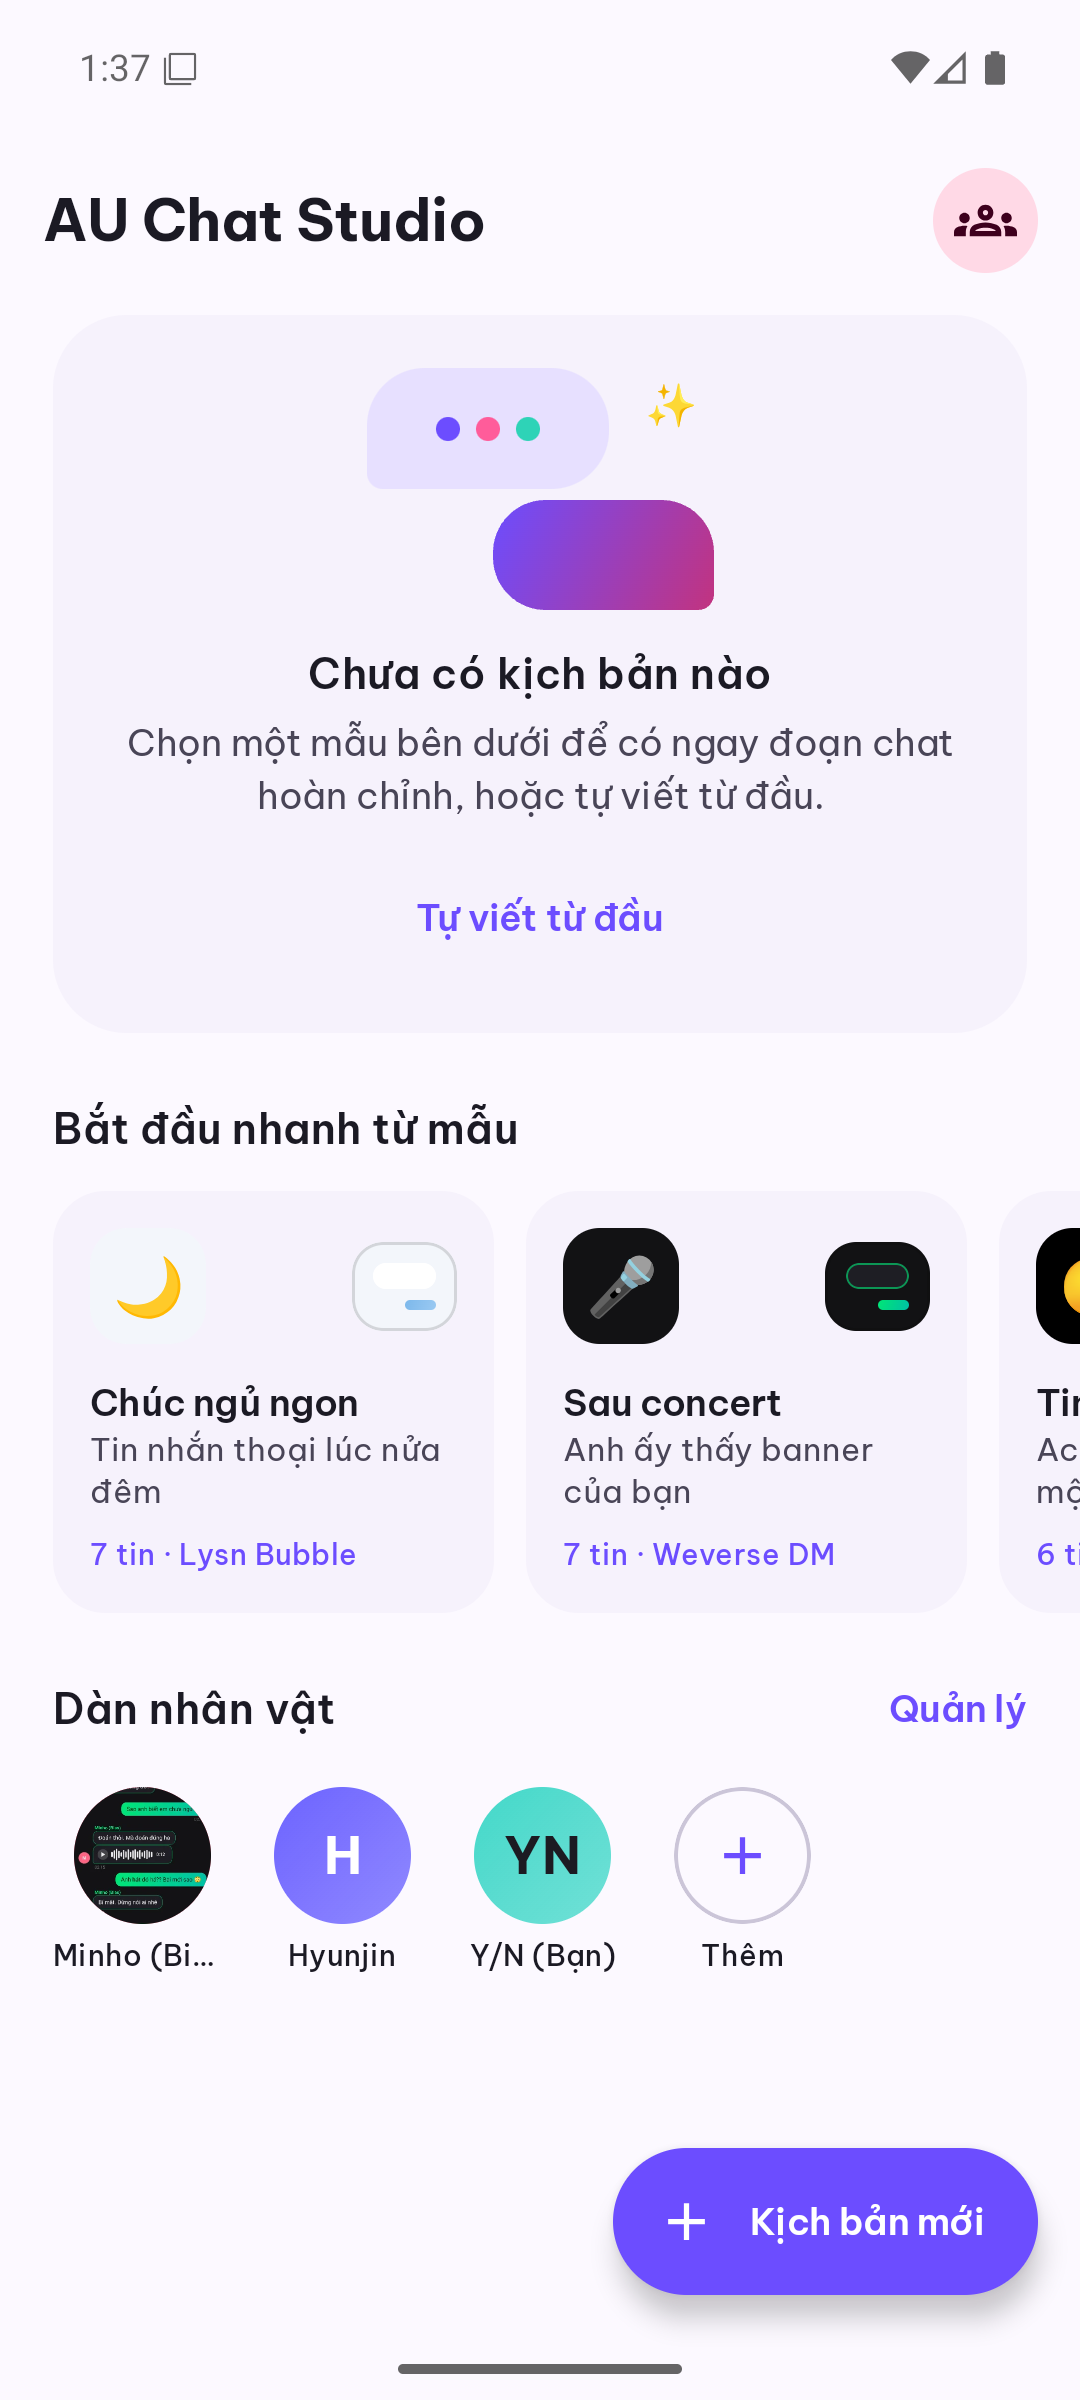 1:37
AU Chat Studio
Chưa có kịch bản nào
Chọn một mẫu bên dưới để có ngay đoạn chat
hoàn chỉnh, hoặc tự viết từ đầu.
Tự viết từ đầu
Bắt đầu nhanh từ mẫu
Chúc ngủ ngon
Tin nhắn thoại lúc nửa
đêm
7 tin · Lysn Bubble
Sau concert
Anh ấy thấy banner
của bạn
7 tin · Weverse DM
6 ti
Dàn nhân vật
Quản lý
H
YN
Minho (Bi...
Hyunjin
Y/N (Bạn)
Thêm
Kịch bản mới